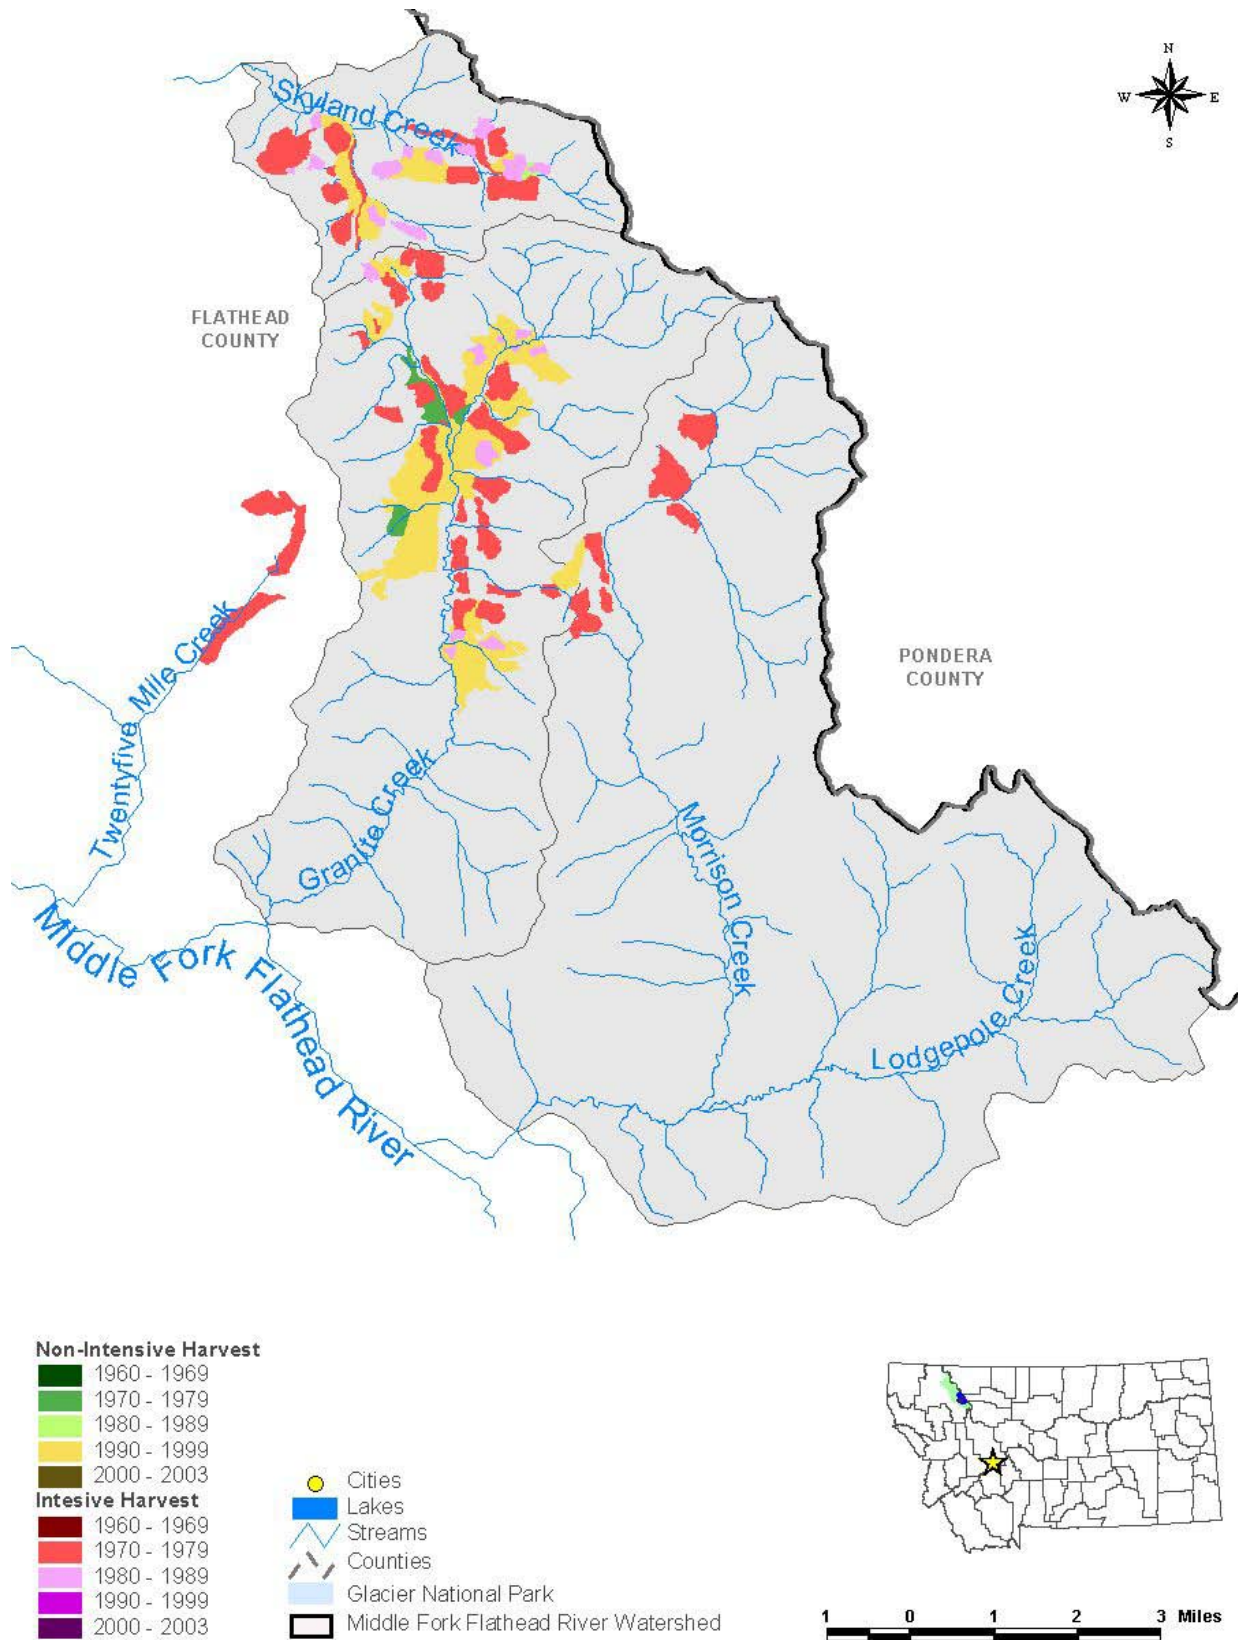 N
W E
S
Skyland Creek
FLATHEAD
COUNTY
PONDERA
COUNTY
Twentyfive Mile Creek
Granite Creek
Morrison Creek
Lodgepole Creek
MIddle Fork Flathead River
Non-Intensive Harvest
1960 - 1969
1970 - 1979
1980 - 1989
1990 - 1999
2000 - 2003
Intesive Harvest
1960 - 1969
1970 - 1979
1980 - 1989
1990 - 1999
2000 - 2003
Cities
Lakes
Streams
Counties
Glacier National Park
Middle Fork Flathead River Watershed
1 0 1 2 3 Miles